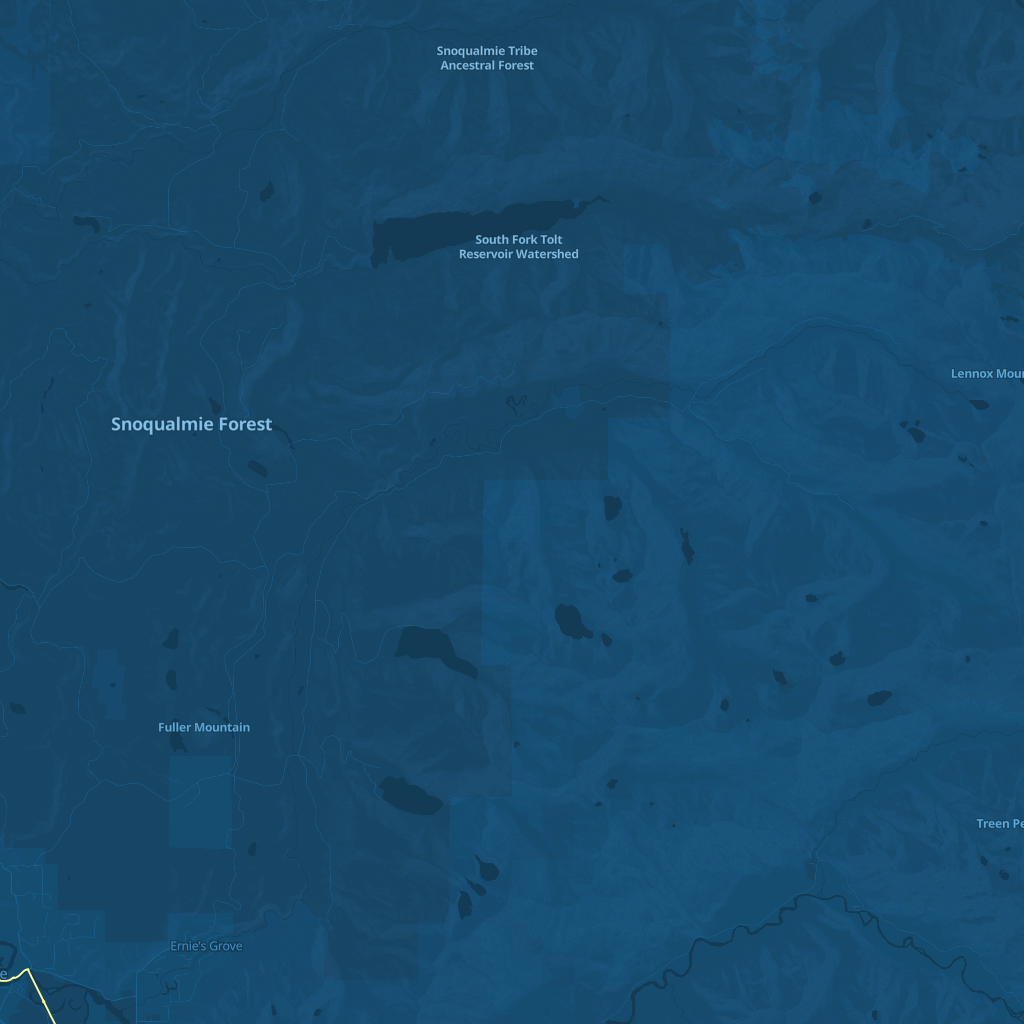 Snoqualmie Tribe
Ancestral Forest
South Fork Tolt
Reservoir Watershed
Lennox Moun
Snoqualmie Forest
Fuller Mountain
Treen Pe
Ernie's Grove
e